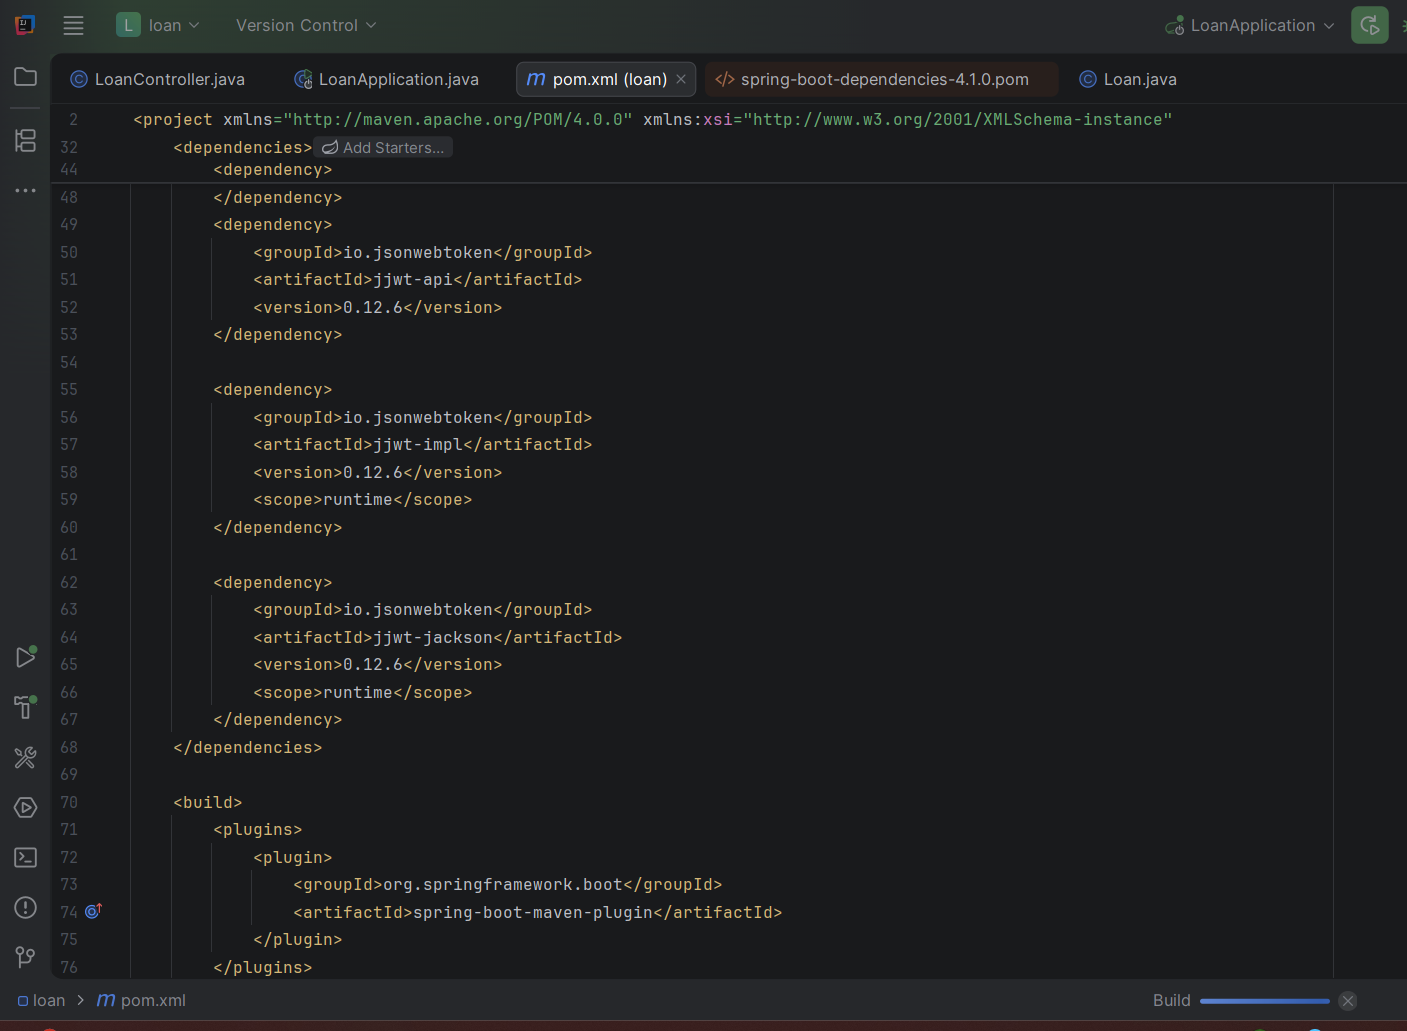 L loan Version Control LoanApplication
LoanController.java LoanApplication.java m pom.xml (loan) </> spring-boot-dependencies-4.1.0.pom Loan.java
2 <project xmlns="http://maven.apache.org/POM/4.0.0" xmlns:xsi="http://www.w3.org/2001/XMLSchema-instance"
32 <dependencies> Add Starters...
44 <dependency>
48 </dependency>
49 <dependency>
50 <groupId>io.jsonwebtoken</groupId>
51 <artifactId>jjwt-api</artifactId>
52 <version>0.12.6</version>
53 </dependency>
54
55 <dependency>
56 <groupId>io.jsonwebtoken</groupId>
57 <artifactId>jjwt-impl</artifactId>
58 <version>0.12.6</version>
59 <scope>runtime</scope>
60 </dependency>
61
62 <dependency>
63 <groupId>io.jsonwebtoken</groupId>
64 <artifactId>jjwt-jackson</artifactId>
65 <version>0.12.6</version>
66 <scope>runtime</scope>
67 </dependency>
68 </dependencies>
69
70 <build>
71 <plugins>
72 <plugin>
73 <groupId>org.springframework.boot</groupId>
74 <artifactId>spring-boot-maven-plugin</artifactId>
75 </plugin>
76 </plugins>
loan > m pom.xml Build